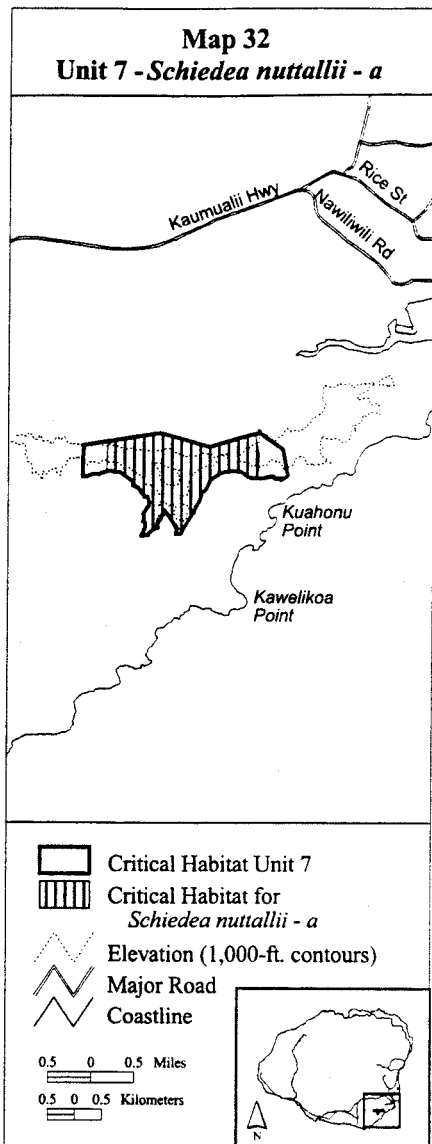 Map 32
Unit 7 - Schiedea nuttallii - a
Rice St
Kaumualii Hwy
Nawiliwili Rd
Kuahonu
Point
Kawelikoa
Point
Critical Habitat Unit 7
Critical Habitat for
Schiedea nuttallii - a
Elevation (1,000-ft. contours)
Major Road
Coastline
0.5 0 0.5 Miles
0.5 0 0.5 Kilometers
N